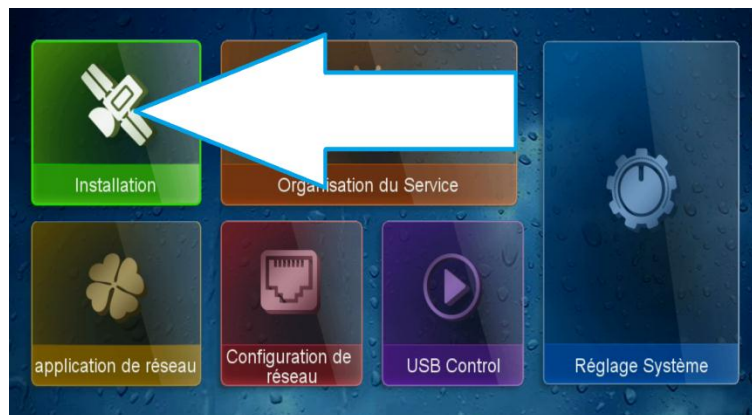 Installation
Organisation du Service
application de réseau
Configuration de
réseau
USB Control
Réglage Système